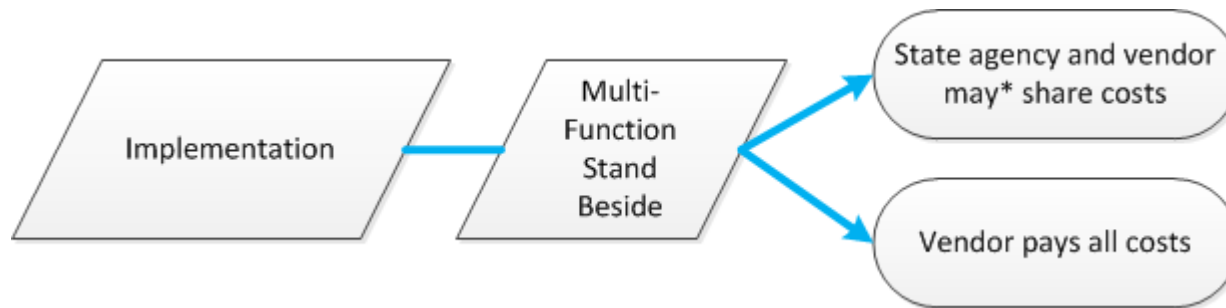 Implementation
Multi-
Function
Stand
Beside
State agency and vendor
may* share costs
Vendor pays all costs